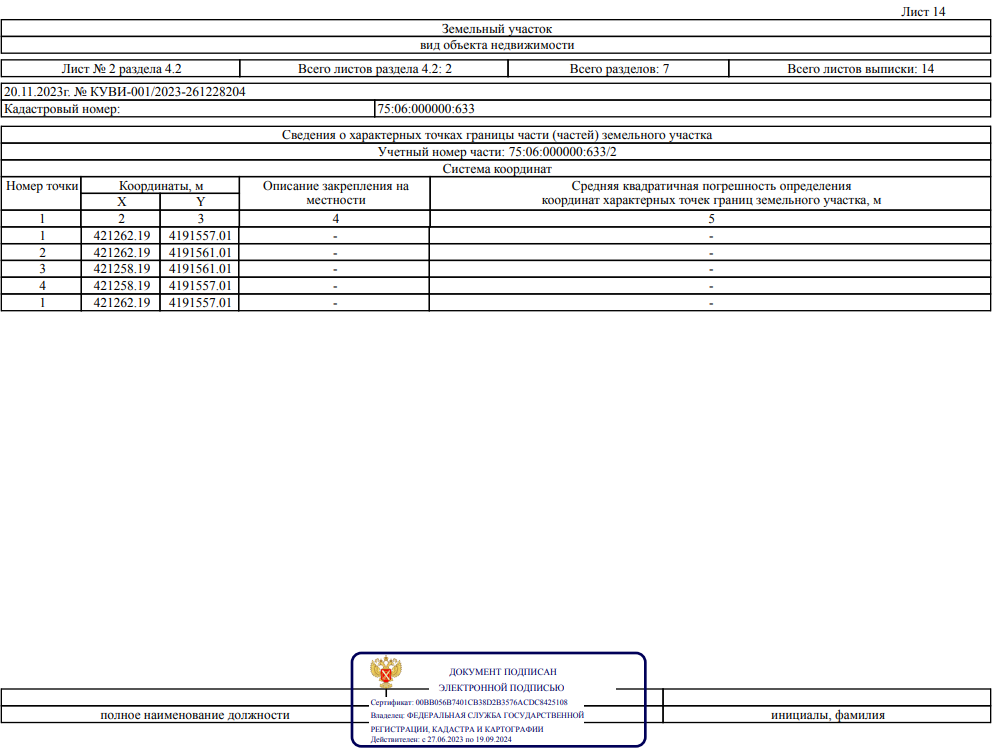 Лист 14
Земельный участок
вид объекта недвижимости
Лист № 2 раздела 4.2 Всего листов раздела 4.2: 2 Всего разделов: 7 Всего листов выписки: 14
20.11.2023г. № КУВИ-001/2023-261228204
Кадастровый номер: 75:06:000000:633
Сведения о характерных точках границы части (частей) земельного участка
Учетный номер части: 75:06:000000:633/2
Система координат
Номер точки Координаты, м Описание закрепления на местности Средняя квадратичная погрешность определения
координат характерных точек границ земельного участка, м
X Y
1 2 3 4 5
1 421262.19 4191557.01 - -
2 421262.19 4191561.01 - -
3 421258.19 4191561.01 - -
4 421258.19 4191557.01 - -
1 421262.19 4191557.01 - -
ДОКУМЕНТ ПОДПИСАН
ЭЛЕКТРОННОЙ ПОДПИСЬЮ
Сертификат: 00BB056B7401CB38D2B3576ACDC8425108
Владелец: ФЕДЕРАЛЬНАЯ СЛУЖБА ГОСУДАРСТВЕННОЙ
РЕГИСТРАЦИИ, КАДАСТРА И КАРТОГРАФИИ
Действителен: с 27.06.2023 по 19.09.2024
полное наименование должности инициалы, фамилия